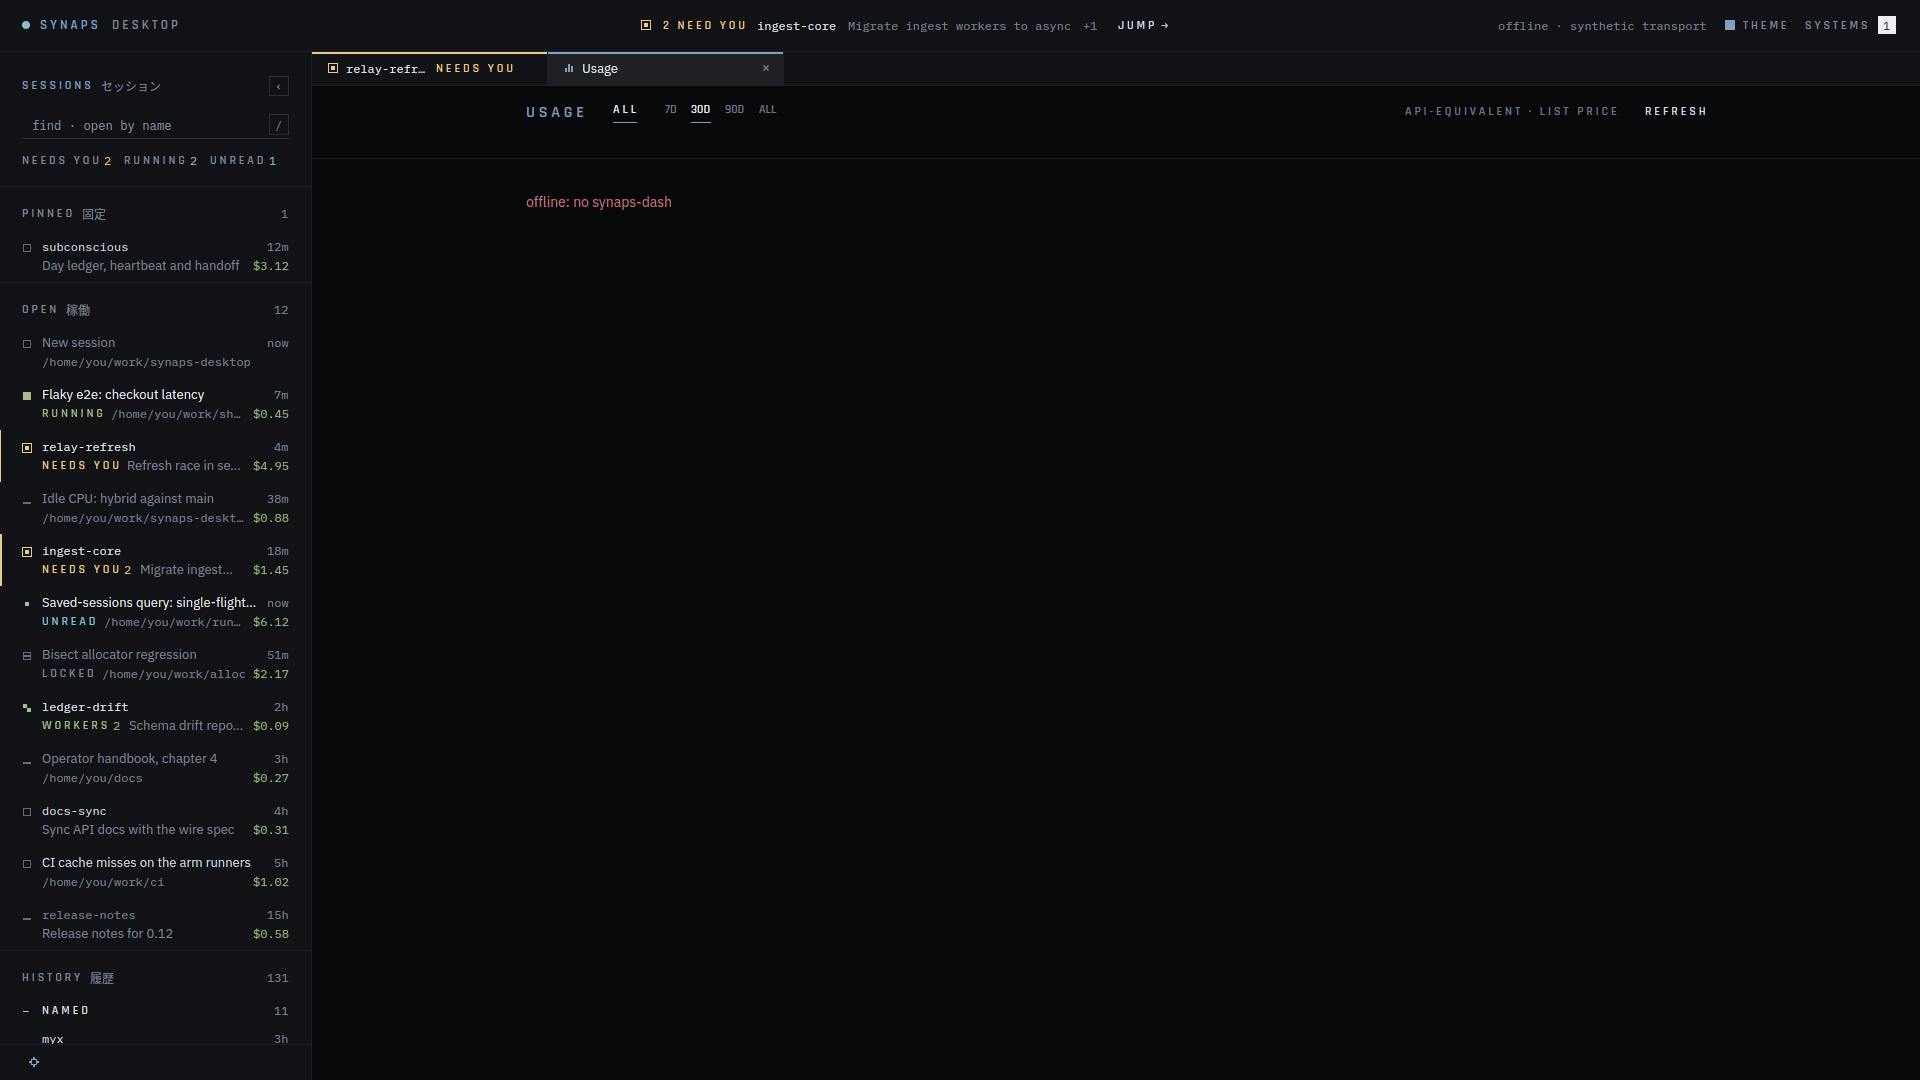 SYNAPS DESKTOP
2 NEED YOU ingest-core Migrate ingest workers to async +1 JUMP →
offline · synthetic transport THEME SYSTEMS 1
SESSIONS セッション ‹
find · open by name /
NEEDS YOU 2 RUNNING 2 UNREAD 1
PINNED 固定 1
subconscious 12m
Day ledger, heartbeat and handoff $3.12
OPEN 稼働 12
New session now
/home/you/work/synaps-desktop
Flaky e2e: checkout latency 7m
RUNNING /home/you/work/sh… $0.45
relay-refresh 4m
NEEDS YOU Refresh race in se… $4.95
Idle CPU: hybrid against main 38m
/home/you/work/synaps-deskt… $0.88
ingest-core 18m
NEEDS YOU 2 Migrate ingest… $1.45
Saved-sessions query: single-flight… now
UNREAD /home/you/work/run… $6.12
Bisect allocator regression 51m
LOCKED /home/you/work/alloc $2.17
ledger-drift 2h
WORKERS 2 Schema drift repo… $0.09
Operator handbook, chapter 4 3h
/home/you/docs $0.27
docs-sync 4h
Sync API docs with the wire spec $0.31
CI cache misses on the arm runners 5h
/home/you/work/ci $1.02
release-notes 15h
Release notes for 0.12 $0.58
HISTORY 履歴 131
– NAMED 11
myx 3h
relay-refr… NEEDS YOU
Usage ×
USAGE ALL 7D 30D 90D ALL
API-EQUIVALENT · LIST PRICE REFRESH
offline: no synaps-dash